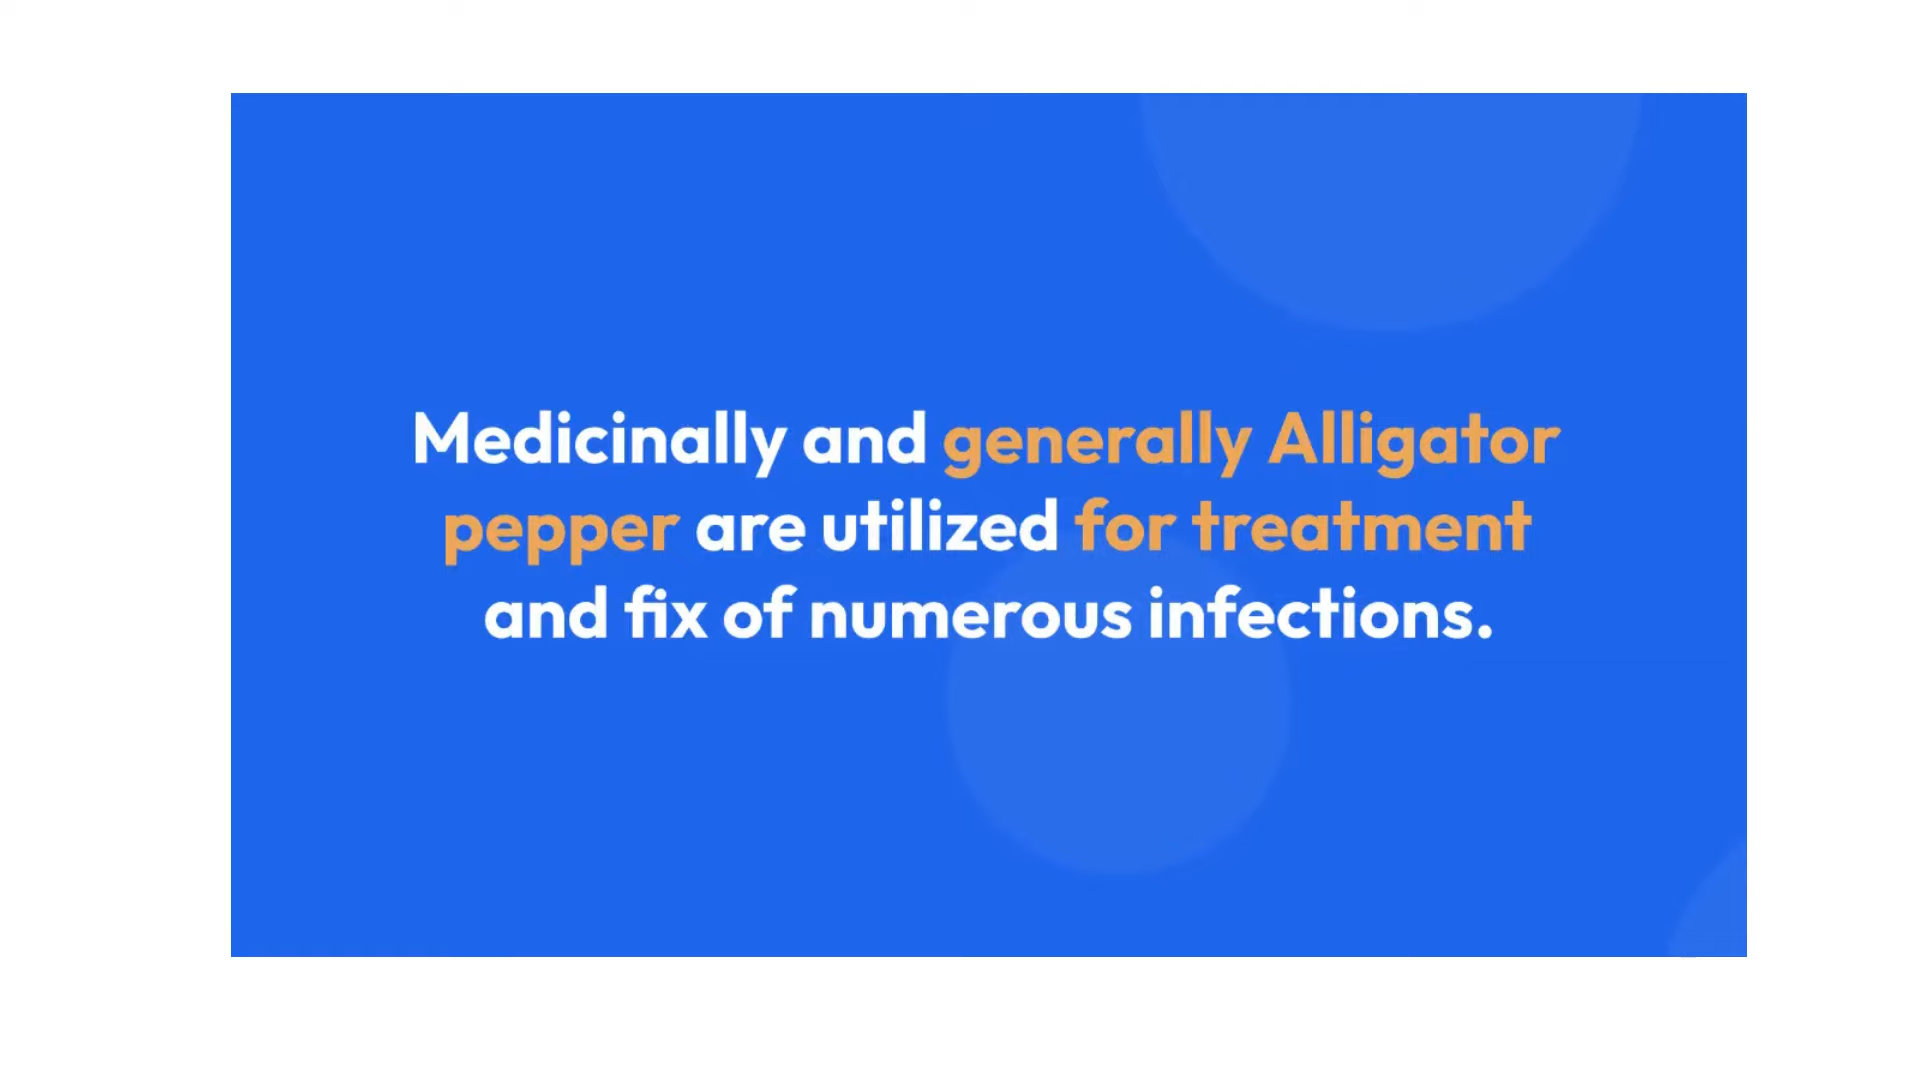 Medicinally and generally Alligator
pepper are utilized for treatment
and fix of numerous infections.